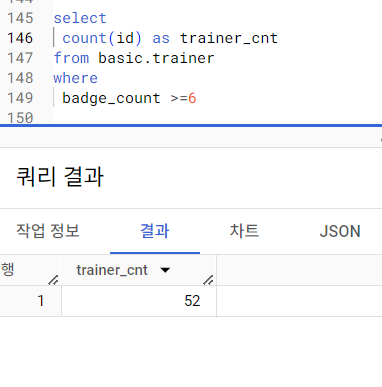 145 select
146 count(id) as trainer_cnt
147 from basic.trainer
148 where
149 badge_count >=6
150
쿼리 결과
작업 정보 결과 차트 JSON
행 trainer_cnt
1 52